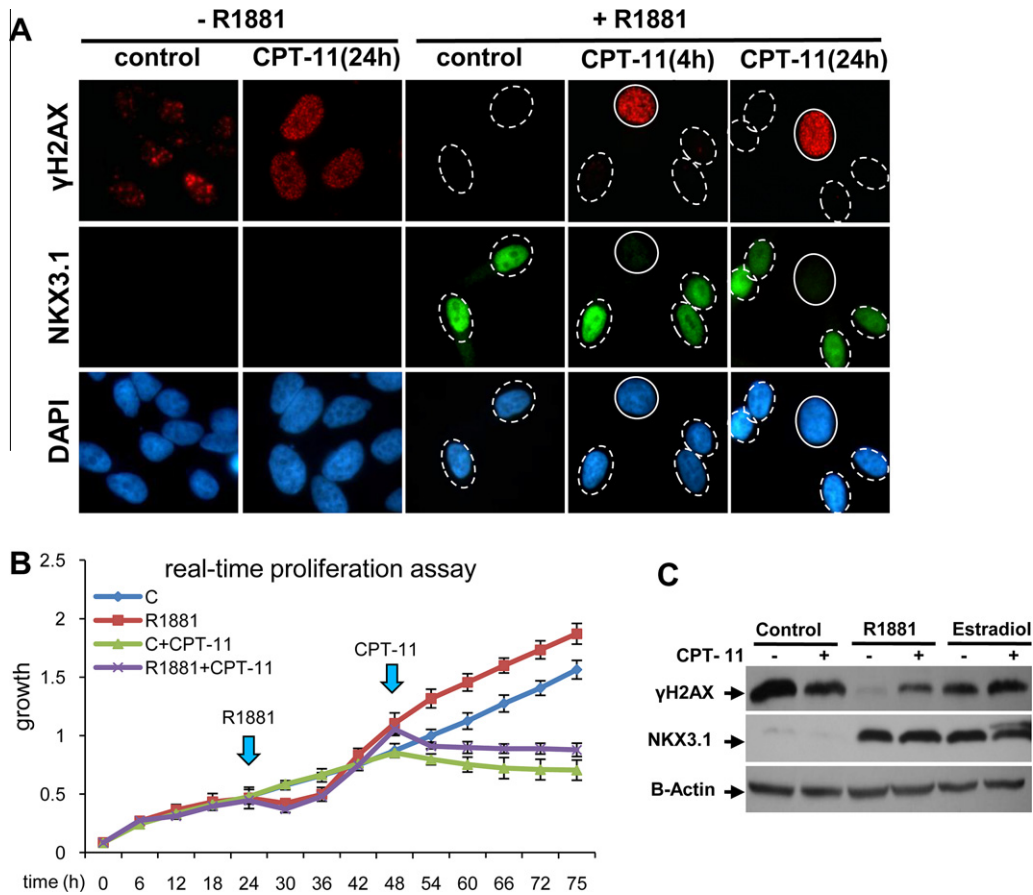 A
- R1881
+ R1881
control
CPT-11(24h)
control
CPT-11(4h)
CPT-11(24h)
γH2AX
NKX3.1
DAPI
B
real-time proliferation assay
2.5
2
1.5
1
0.5
0
growth
C
R1881
C+CPT-11
R1881+CPT-11
R1881
CPT-11
time (h) 0 6 12 18 24 30 36 42 48 54 60 66 72 75
C
Control R1881 Estradiol
CPT- 11 - + - + - +
γH2AX
NKX3.1
B-Actin